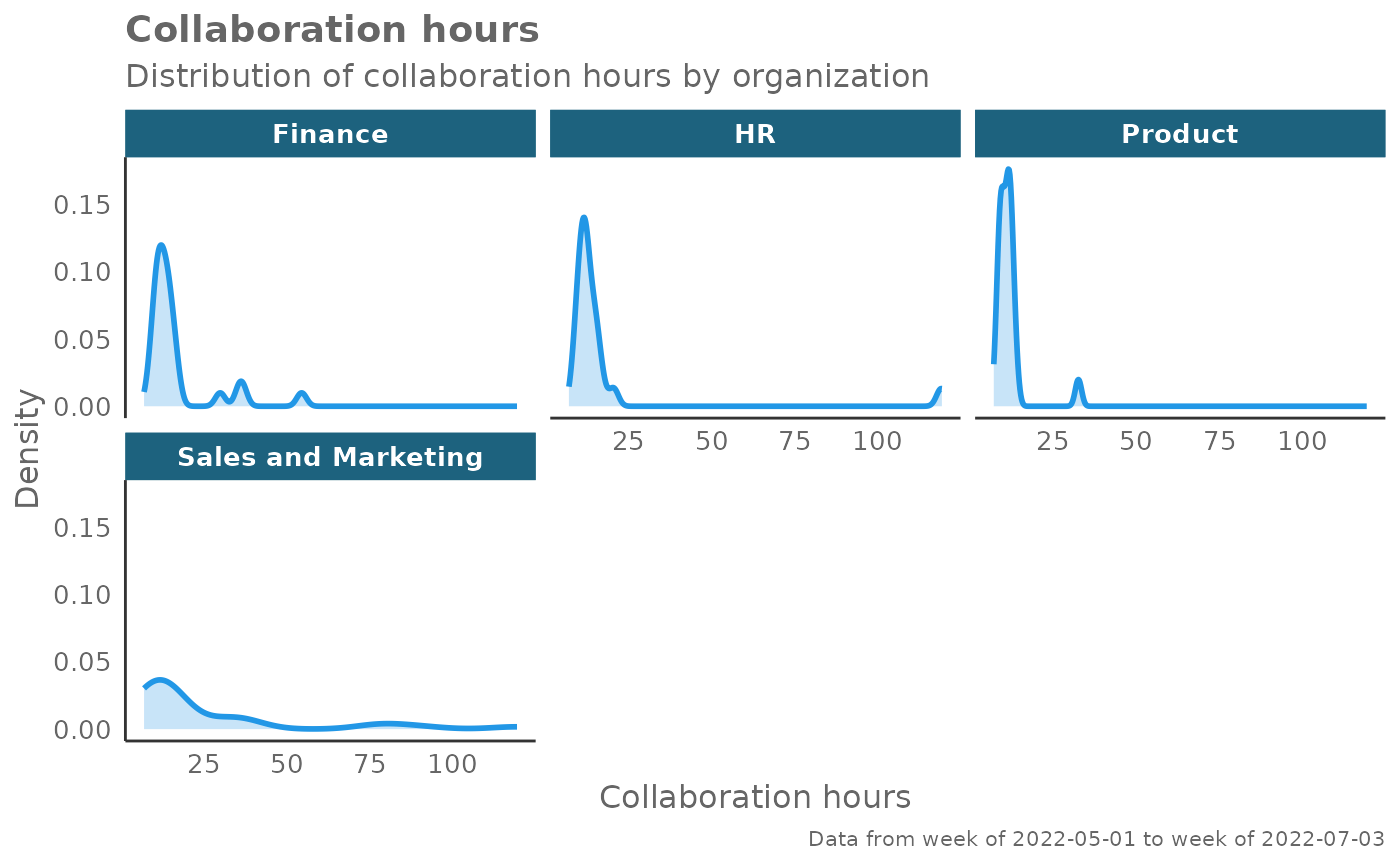 Collaboration hours
Distribution of collaboration hours by organization
Finance
HR
Product
0.15
0.10
0.05
0.00
25 50 75 100
25 50 75 100
Density
Sales and Marketing
0.15
0.10
0.05
0.00
25 50 75 100
Collaboration hours
Data from week of 2022-05-01 to week of 2022-07-03